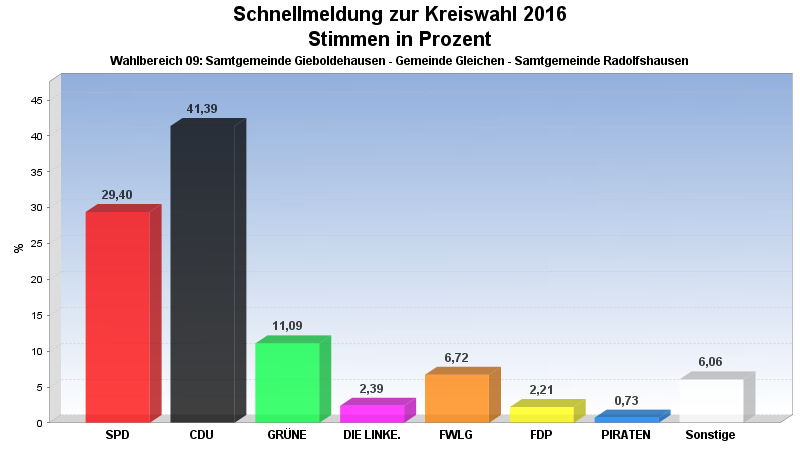 Schnellmeldung zur Kreiswahl 2016
Stimmen in Prozent
Wahlbereich 09: Samtgemeinde Gieboldehausen - Gemeinde Gleichen - Samtgemeinde Radolfshausen
%
45
40
35
30
25
20
15
10
5
0
29,40
41,39
11,09
2,39
6,72
2,21
0,73
6,06
SPD
CDU
GRÜNE
DIE LINKE.
FWLG
FDP
PIRATEN
Sonstige